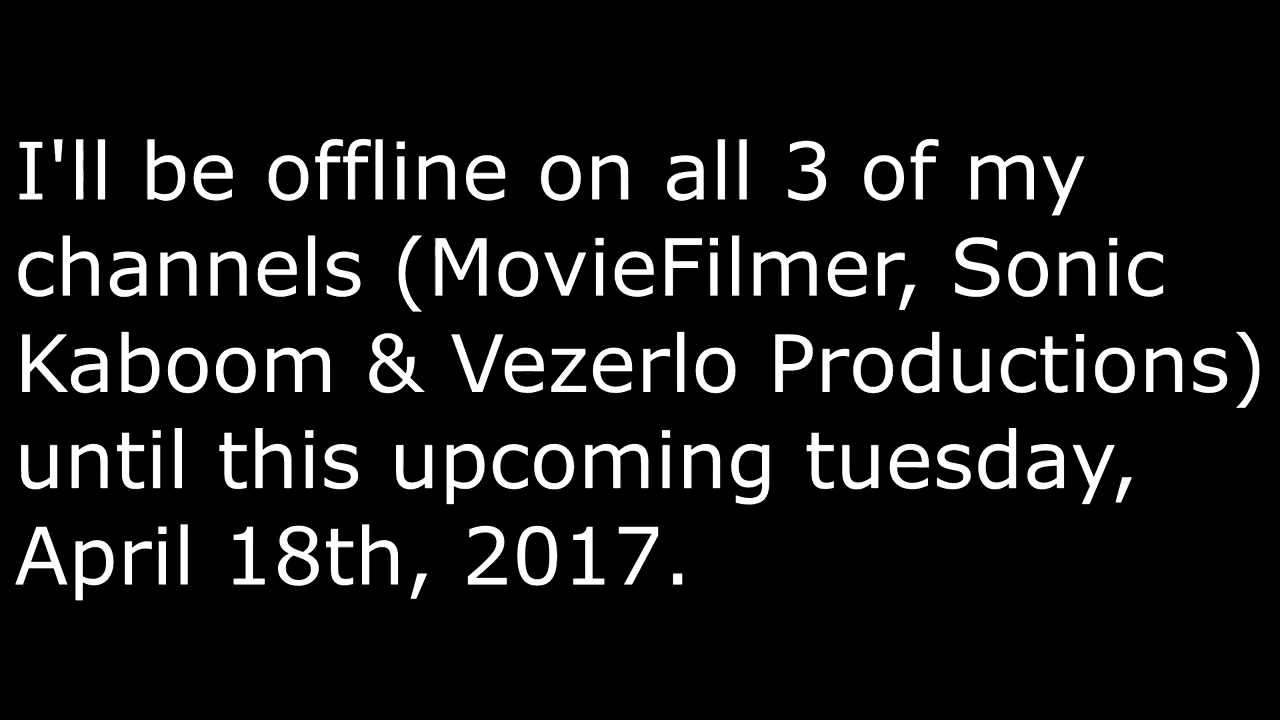 I'll be offline on all 3 of my
channels (MovieFilmer, Sonic
Kaboom & Vezerlo Productions)
until this upcoming tuesday,
April 18th, 2017.